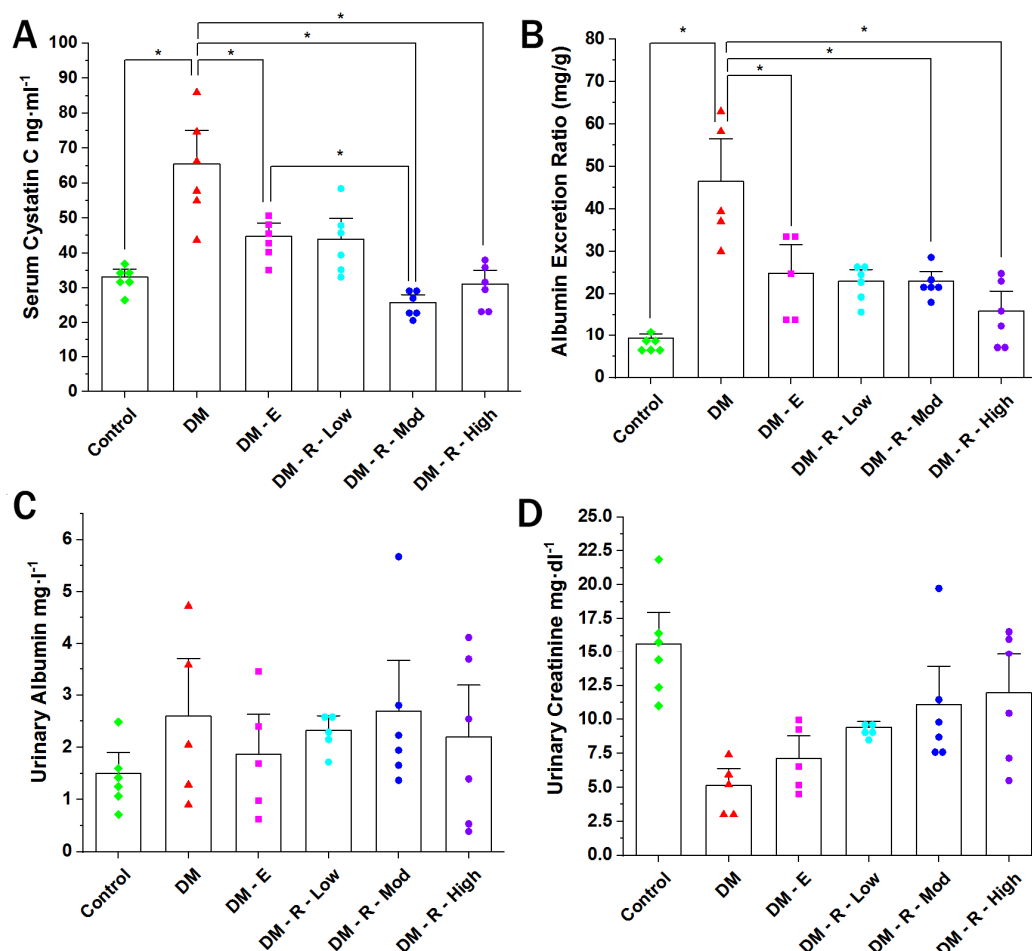 A
Serum Cystatin C ng·ml⁻¹
100
90
80
70
60
50
40
30
20
10
0
*
*
*
*
*
Control
DM
DM - E
DM - R - Low
DM - R - Mod
DM - R - High
B
Albumin Excretion Ratio (mg/g)
80
70
60
50
40
30
20
10
0
*
*
*
*
Control
DM
DM - E
DM - R - Low
DM - R - Mod
DM - R - High
C
Urinary Albumin mg·l⁻¹
6
5
4
3
2
1
0
Control
DM
DM - E
DM - R - Low
DM - R - Mod
DM - R - High
D
Urinary Creatinine mg·dl⁻¹
25.0
22.5
20.0
17.5
15.0
12.5
10.0
7.5
5.0
2.5
0.0
Control
DM
DM - E
DM - R - Low
DM - R - Mod
DM - R - High